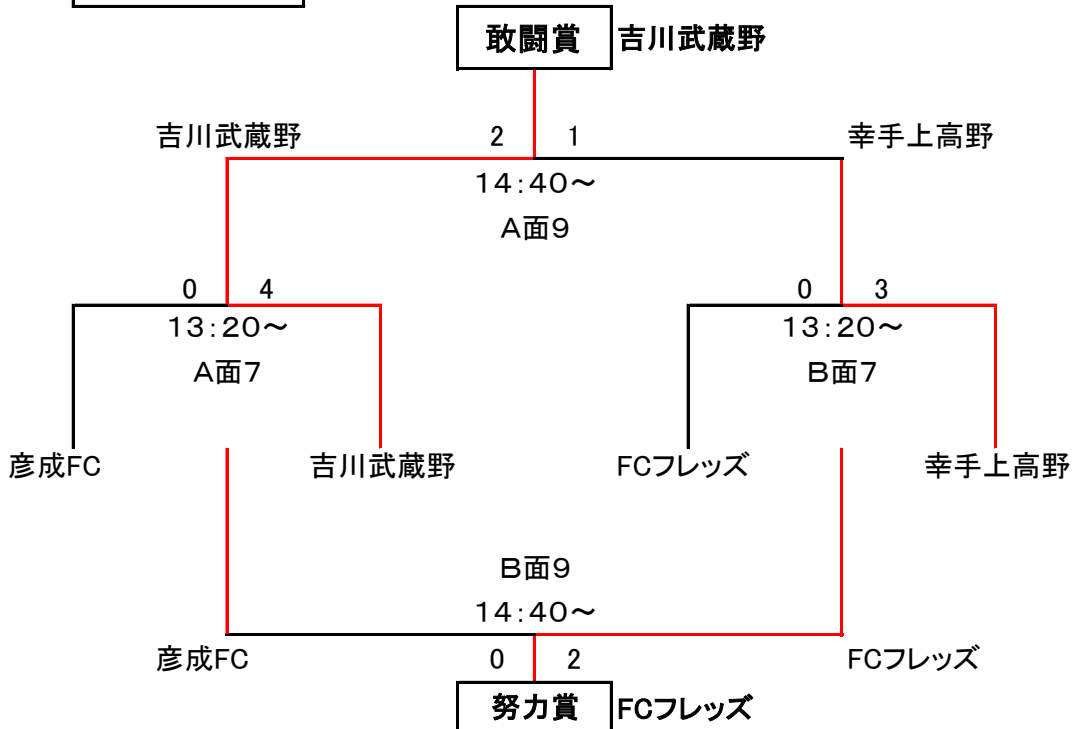 敢闘賞 吉川武蔵野
吉川武蔵野 2 1 幸手上高野
14:40～
A面9
0 4 0 3
13:20～ 13:20～
A面7 B面7
彦成FC 吉川武蔵野 FCフレッズ 幸手上高野
B面9
14:40～
彦成FC 0 2 FCフレッズ
努力賞 FCフレッズ